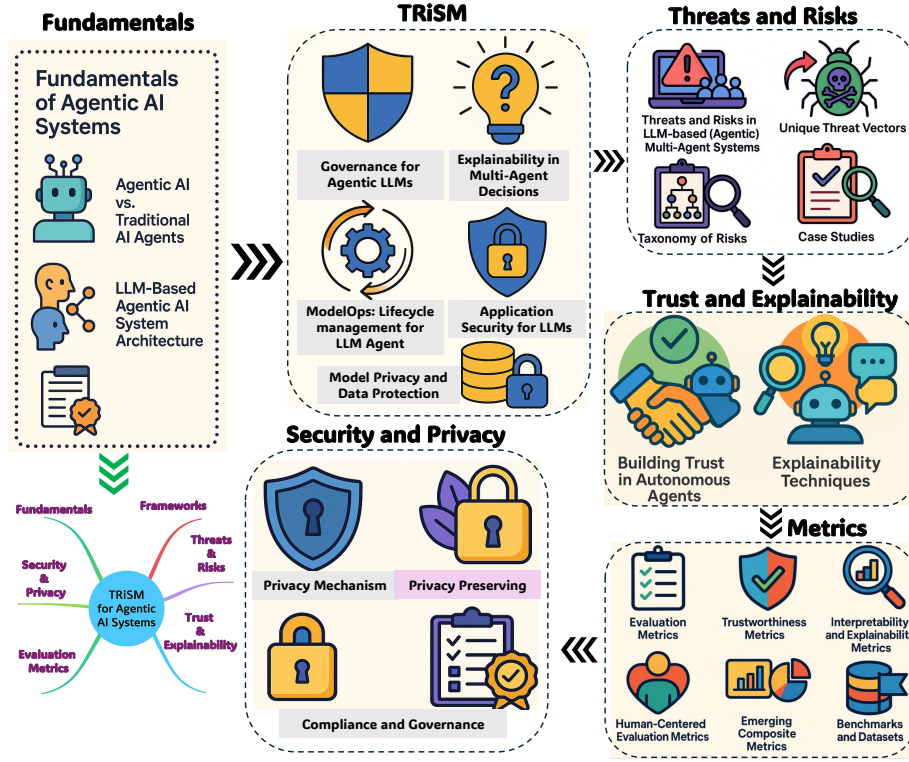 Fundamentals
Fundamentals
of Agentic AI
Systems
Agentic AI
vs.
Traditional
AI Agents
LLM-Based
Agentic AI
System
Architecture
TRiSM
Governance for
Agentic LLMs
Explainability in
Multi-Agent
Decisions
ModelOps: Lifecycle
management for
LLM Agent
Application
Security for LLMs
Model Privacy and
Data Protection
Threats and Risks
Threats and Risks in
LLM-based (Agentic)
Multi-Agent Systems
Unique Threat Vectors
Taxonomy of Risks
Case Studies
Trust and Explainability
Building Trust
in Autonomous
Agents
Explainability
Techniques
Metrics
Evaluation
Metrics
Trustworthiness
Metrics
Interpretability
and Explainabilit
Metrics
Human-Centered
Evaluation Metrics
Emerging
Composite
Metrics
Benchmarks
and Datasets
Security and Privacy
Privacy Mechanism
Privacy Preserving
Compliance and Governance
Fundamentals
Frameworks
Security
&
Privacy
Threats
&
Risks
TRiSM
for Agentic
AI Systems
Evaluation
Metrics
Trust
&
Explainability